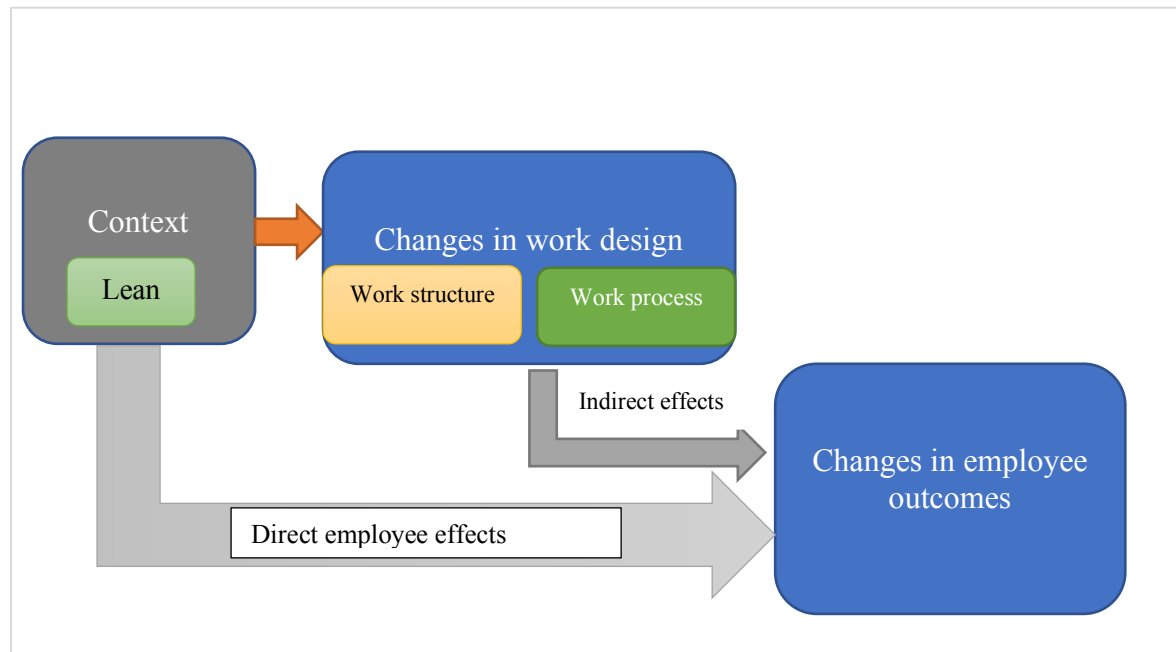 Context
Lean
Changes in work design
Work structure
Work process
Indirect effects
Direct employee effects
Changes in employee
outcomes